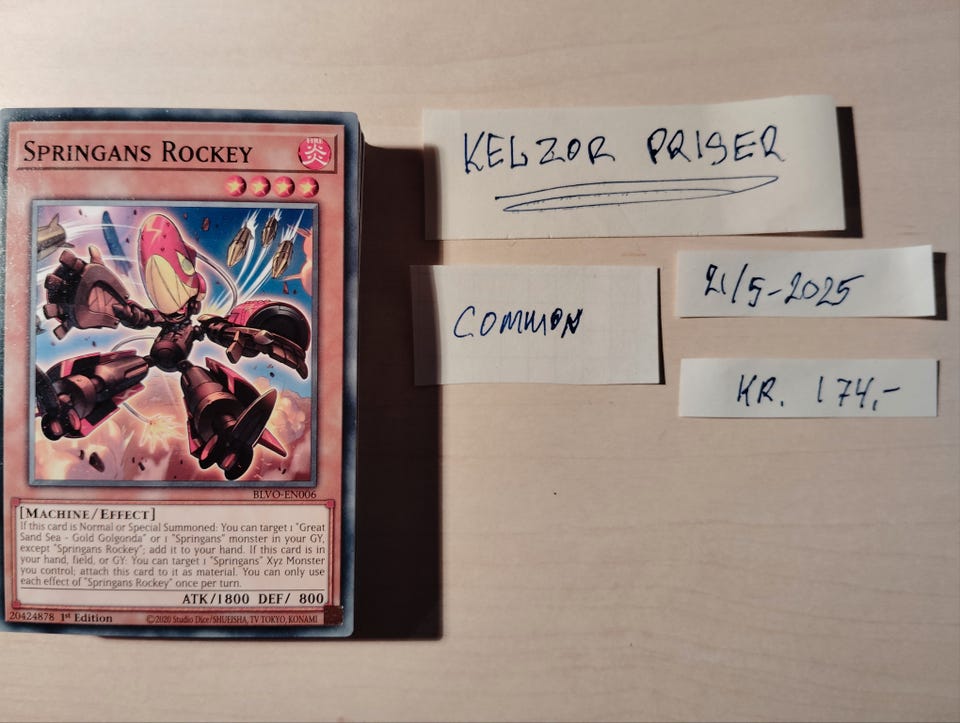 SPRINGANS ROCKEY
FIRE
炎
BLVO-EN006
[MACHINE/EFFECT]
If this card is Normal or Special Summoned: You can target 1 "Great
Sand Sea - Gold Golgonda" or 1 "Springans" monster in your GY,
except "Springans Rockey"; add it to your hand. If this card is in
your hand, field, or GY: You can target 1 "Springans" Xyz Monster
you control; attach this card to it as material. You can only use
each effect of "Springans Rockey" once per turn.
ATK/1800 DEF/ 800
20424878 1st Edition ©2020 Studio Dice/SHUEISHA, TV TOKYO, KONAMI
KELZOR PRISER
COMMON
21/5-2025
KR. 174,-